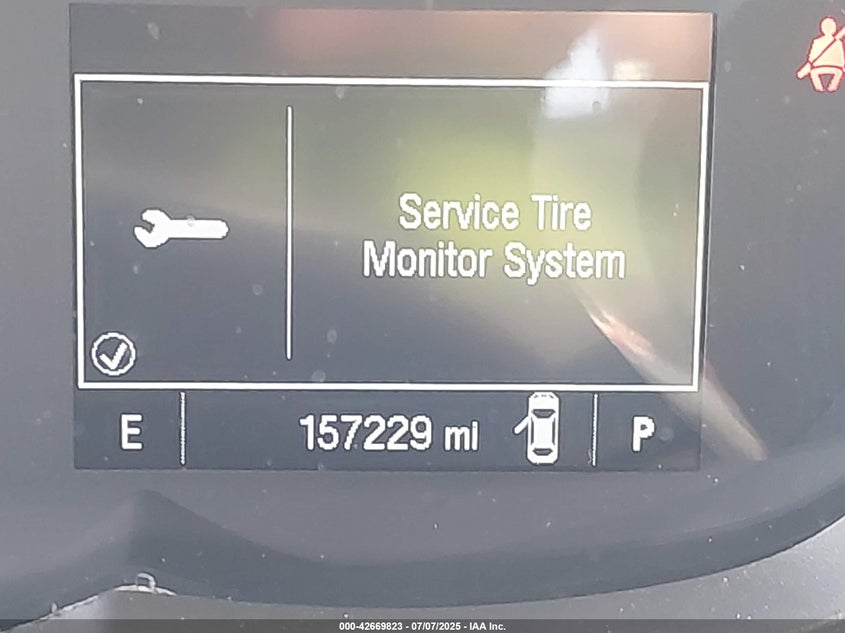 Service Tire
Monitor System
E 157229 mi P
000-42669823 - 07/07/2025 - IAA Inc.